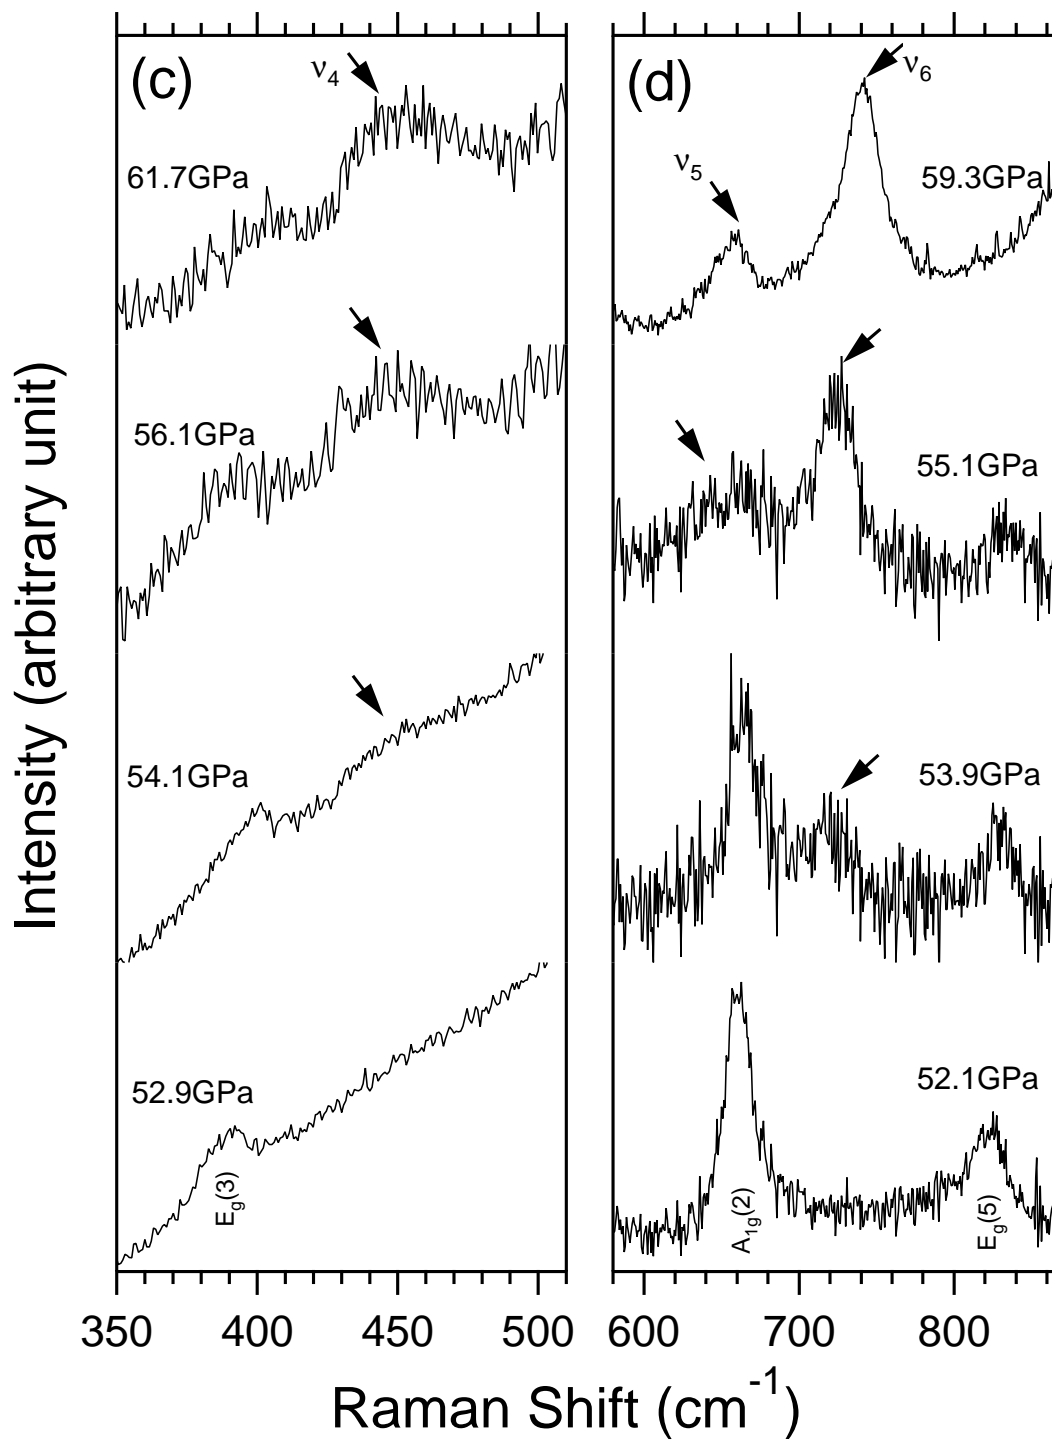 (c)
ν4
61.7GPa
56.1GPa
54.1GPa
52.9GPa
Eg(3)
(d)
ν6
ν5
59.3GPa
55.1GPa
53.9GPa
52.1GPa
A1g(2)
Eg(5)
350 400 450 500
600 700 800
Intensity (arbitrary unit)
Raman Shift (cm-1)